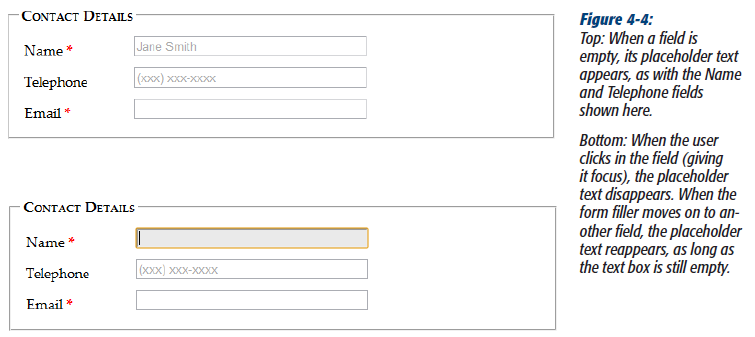 CONTACT DETAILS
Name *
Jane Smith
Telephone
(xxx) xxx-xxxx
Email *
CONTACT DETAILS
Name *
Telephone
(xxx) xxx-xxxx
Email *
Figure 4-4:
Top: When a field is
empty, its placeholder text
appears, as with the Name
and Telephone fields
shown here.
Bottom: When the user
clicks in the field (giving
it focus), the placeholder
text disappears. When the
form filler moves on to an-
other field, the placeholder
text reappears, as long as
the text box is still empty.